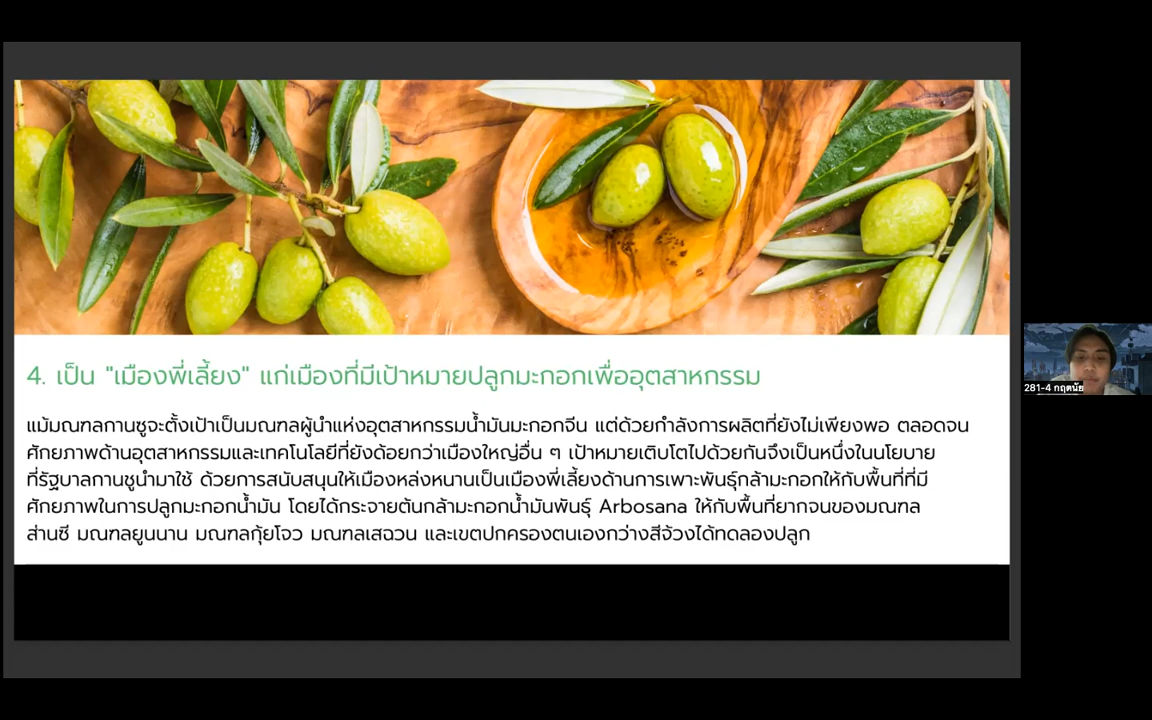 4. เป็น "เมืองพี่เลี้ยง" แก่เมืองที่มีเป้าหมายปลูกมะกอกเพื่ออุตสาหกรรม
แม้มณฑลกานซูจะตั้งเป้าเป็นมณฑลผู้นำแห่งอุตสาหกรรมน้ำมันมะกอกจีน แต่ด้วยกำลังการผลิตที่ยังไม่เพียงพอ ตลอดจน
ศักยภาพด้านอุตสาหกรรมและเทคโนโลยีที่ยังด้อยกว่าเมืองใหญ่อื่น ๆ เป้าหมายเติบโตไปด้วยกันจึงเป็นหนึ่งในนโยบาย
ที่รัฐบาลกานซูนำมาใช้ ด้วยการสนับสนุนให้เมืองหล่งหนานเป็นเมืองพี่เลี้ยงด้านการเพาะพันธุ์กล้ามะกอกให้กับพื้นที่ที่มี
ศักยภาพในการปลูกมะกอกน้ำมัน โดยได้กระจายต้นกล้ามะกอกน้ำมันพันธุ์ Arbosana ให้กับพื้นที่ยากจนของมณฑล
ส่านซี มณฑลยูนนาน มณฑลกุ้ยโจว มณฑลเสฉวน และเขตปกครองตนเองกว่างสีจ้วงได้ทดลองปลูก
281-4 กฤตนัย